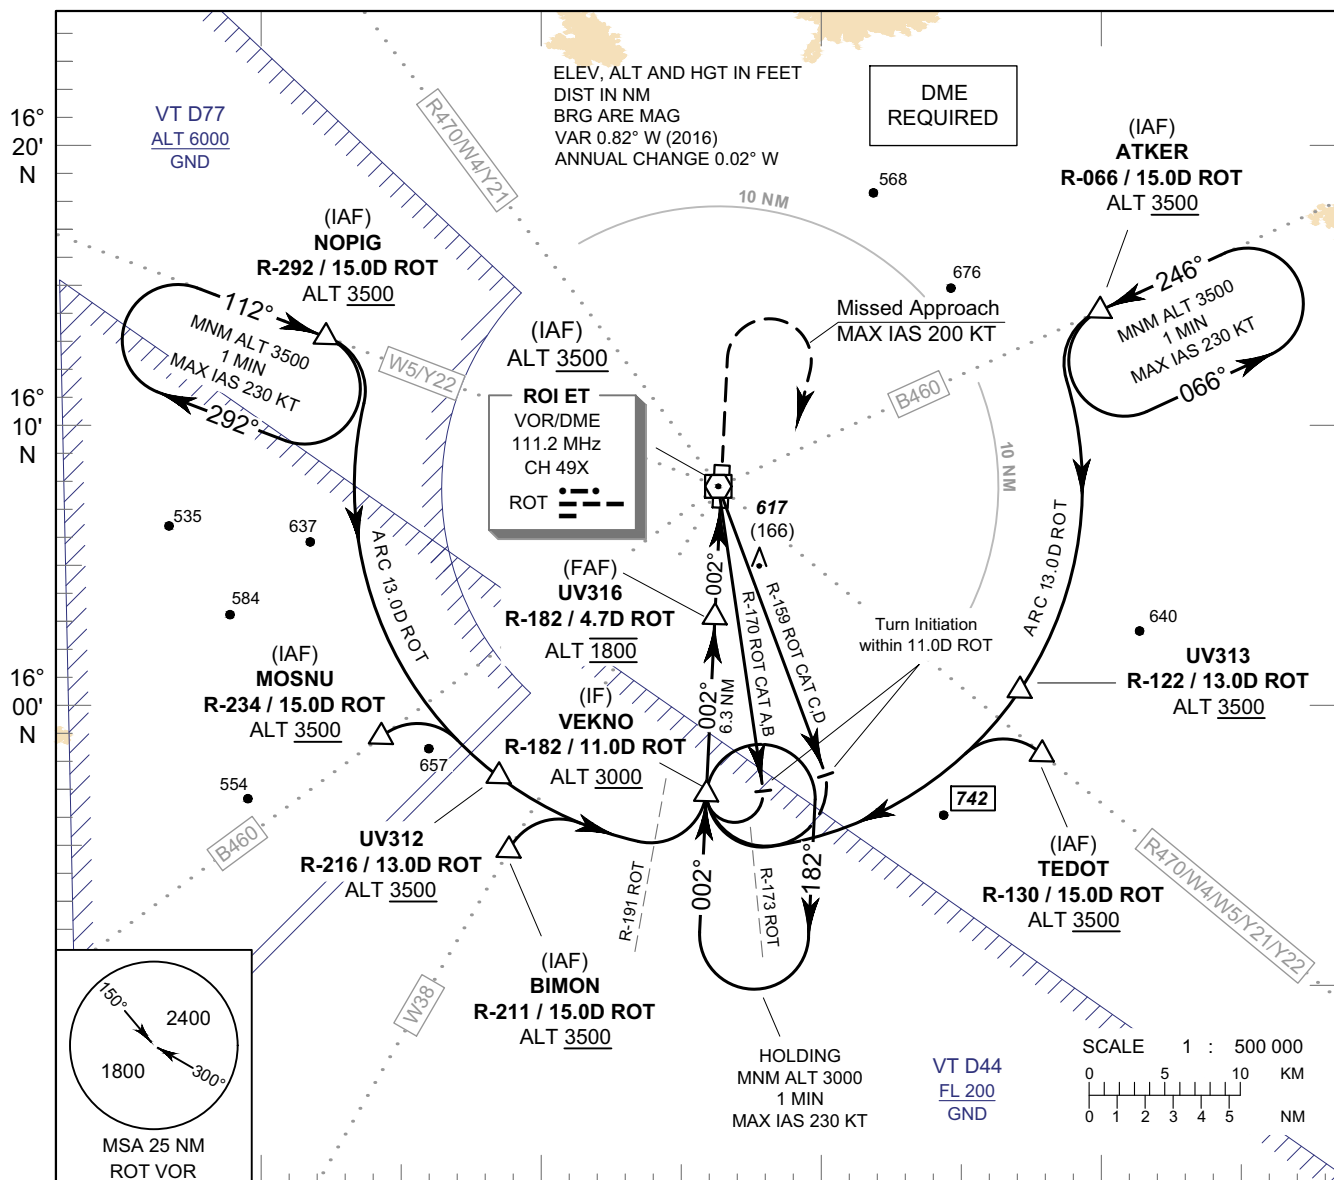 ELEV, ALT AND HGT IN FEET
DIST IN NM
BRG ARE MAG
VAR 0.82° W (2016)
ANNUAL CHANGE 0.02° W
DME
REQUIRED
VT D77
ALT 6000
GND
16°
20'
N
16°
10'
N
16°
00'
N
R470/W4/Y21
10 NM
568
676
(IAF)
ATKER
R-066 / 15.0D ROT
ALT 3500
246°
MNM ALT 3500
1 MIN
MAX IAS 230 KT
066°
(IAF)
NOPIG
R-292 / 15.0D ROT
ALT 3500
112°
MNM ALT 3500
1 MIN
MAX IAS 230 KT
292°
W5/Y22
Missed Approach
MAX IAS 200 KT
B460
10 NM
(IAF)
ALT 3500
ROI ET
VOR/DME
111.2 MHz
CH 49X
ROT
617
(166)
535
637
584
ARC 13.0D ROT
ARC 13.0D ROT
(FAF)
UV316
R-182 / 4.7D ROT
ALT 1800
002°
R-170 ROT CAT A,B
R-159 ROT CAT C,D
Turn Initiation
within 11.0D ROT
640
UV313
R-122 / 13.0D ROT
ALT 3500
(IAF)
MOSNU
R-234 / 15.0D ROT
ALT 3500
(IF)
VEKNO
R-182 / 11.0D ROT
ALT 3000
002°
6.3 NM
657
554
742
B460
UV312
R-216 / 13.0D ROT
ALT 3500
R-191 ROT
002°
R-173 ROT
182°
(IAF)
TEDOT
R-130 / 15.0D ROT
ALT 3500
R470/W4/W5/Y21/Y22
W38
(IAF)
BIMON
R-211 / 15.0D ROT
ALT 3500
150°
2400
1800
300°
MSA 25 NM
ROT VOR
HOLDING
MNM ALT 3000
1 MIN
MAX IAS 230 KT
VT D44
FL 200
GND
SCALE 1 : 500 000
0 5 10 KM
0 1 2 3 4 5 NM